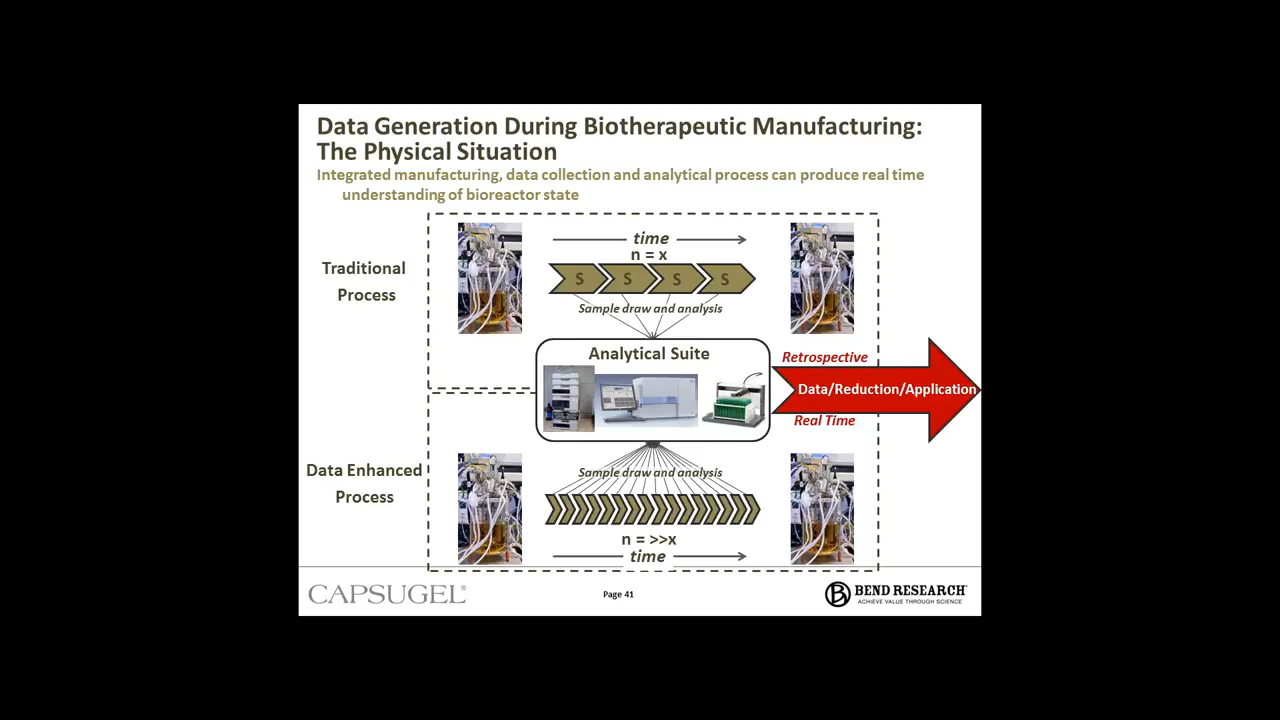 Data Generation During Biotherapeutic Manufacturing:
The Physical Situation
Integrated manufacturing, data collection and analytical process can produce real time
understanding of bioreactor state
Traditional
Process
time
n = x
S S S S
Sample draw and analysis
Analytical Suite
Retrospective
Data/Reduction/Application
Real Time
Data Enhanced
Process
Sample draw and analysis
n = >>x
time
CAPSUGEL®
Page 41
B BEND RESEARCH
ACHIEVE VALUE THROUGH SCIENCE